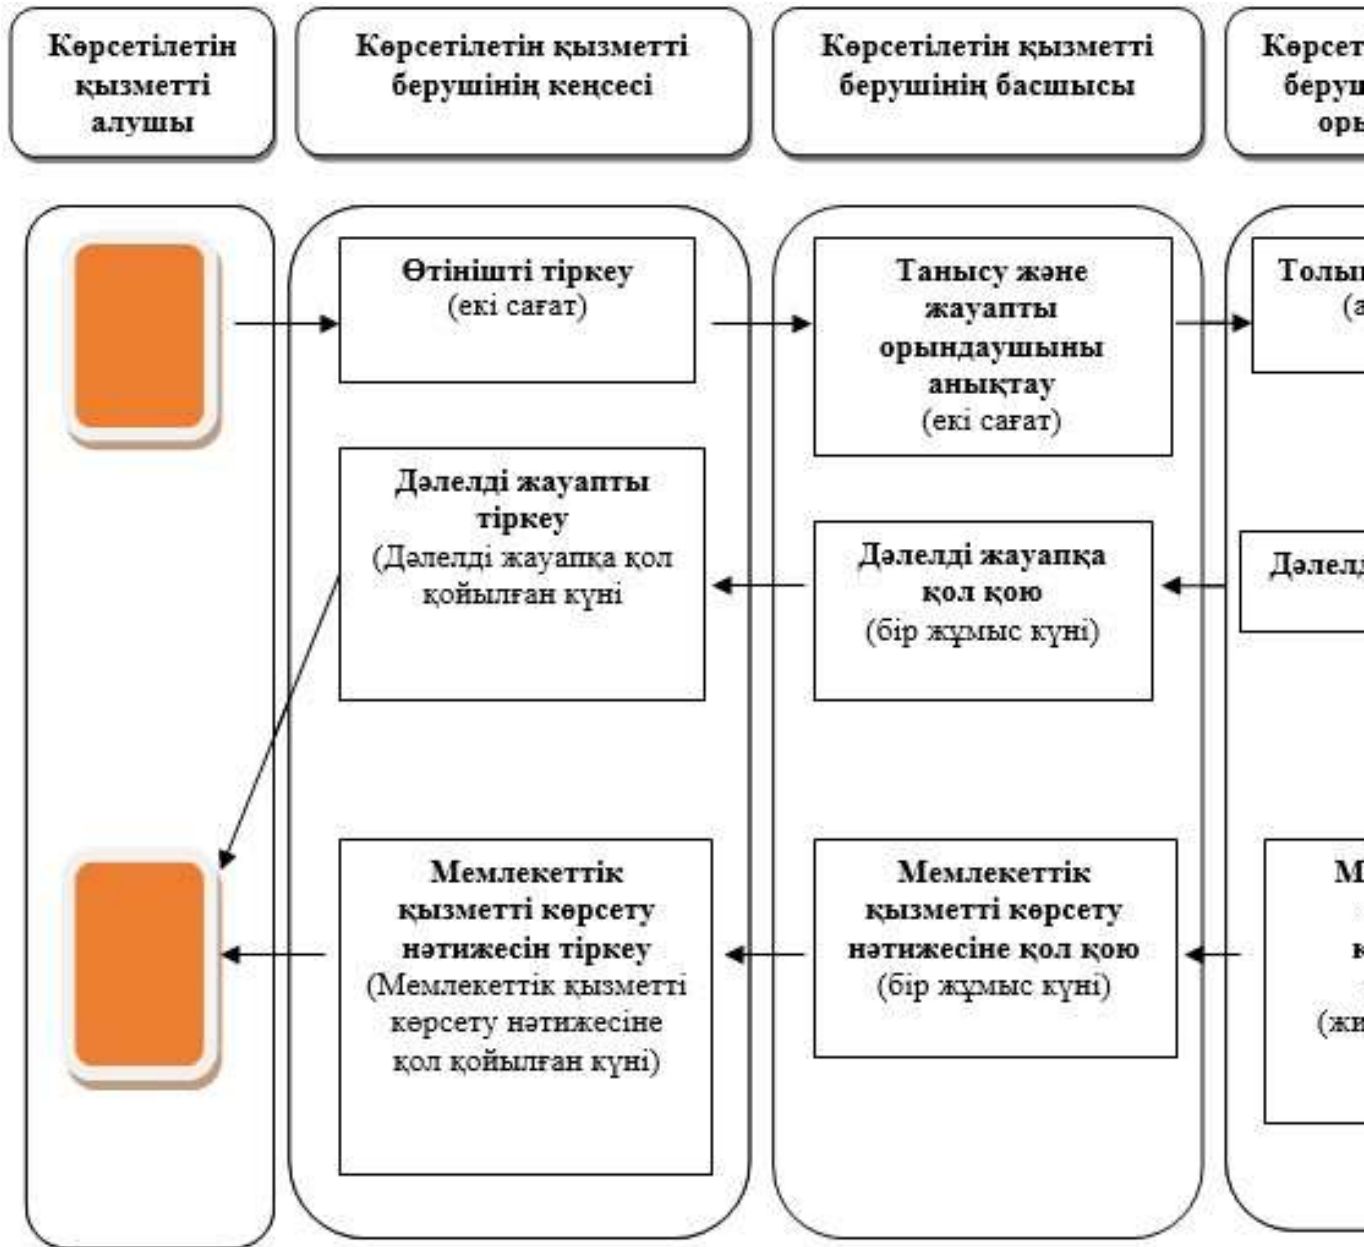 Көрсетілетін
қызметті
алушы
Көрсетілетін қызметті
берушінің кеңсесі
Көрсетілетін қызметті
берушінің басшысы
Өтінішті тіркеу
(екі сағат)
Танысу және
жауапты
орындаушыны
анықтау
(екі сағат)
Дәлелді жауапты
тіркеу
(Дәлелді жауапқа қол
қойылған күні
Дәлелді жауапқа
қол қою
(бір жұмыс күні)
Мемлекеттік
қызметті көрсету
нәтижесін тіркеу
(Мемлекеттік қызметті
көрсету нәтижесіне
қол қойылған күні)
Мемлекеттік
қызметті көрсету
нәтижесіне қол қою
(бір жұмыс күні)